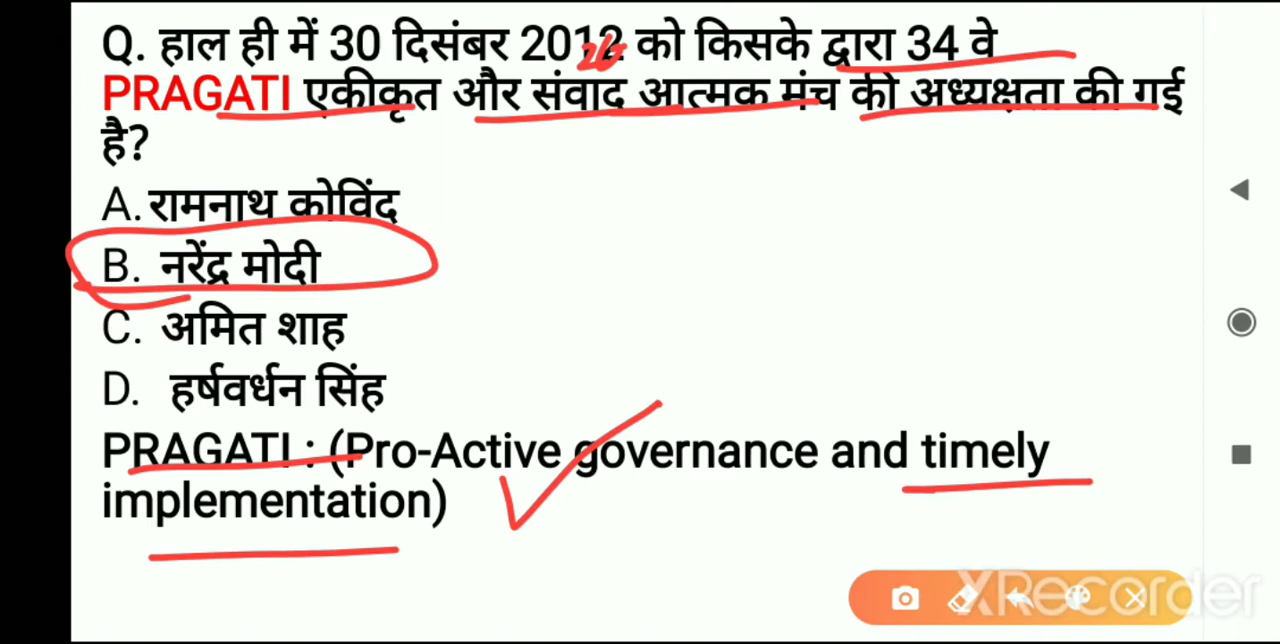 Q. हाल ही में 30 दिसंबर 2012 को किसके द्वारा 34 वे
PRAGATI एकीकृत और संवाद आत्मक मंच की अध्यक्षता की गई
है?
A. रामनाथ कोविंद
B. नरेंद्र मोदी
C. अमित शाह
D. हर्षवर्धन सिंह
PRAGATI : (Pro-Active governance and timely
implementation)
XRecorder